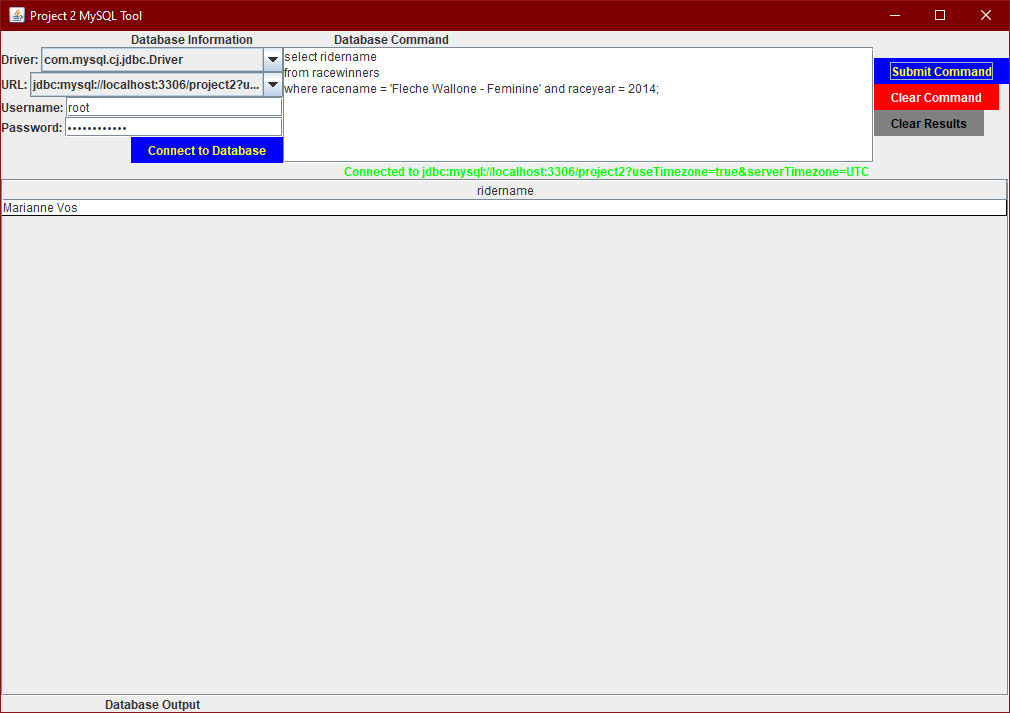 Project 2 MySQL Tool
Database Information Database Command
Driver: com.mysql.cj.jdbc.Driver
URL: jdbc:mysql://localhost:3306/project2?u...
Username: root
Password: ••••••••••••
Connect to Database
select ridername
from racewinners
where racename = 'Fleche Wallone - Feminine' and raceyear = 2014;
Submit Command
Clear Command
Clear Results
Connected to jdbc:mysql://localhost:3306/project2?useTimezone=true&serverTimezone=UTC
ridername
Marianne Vos
Database Output